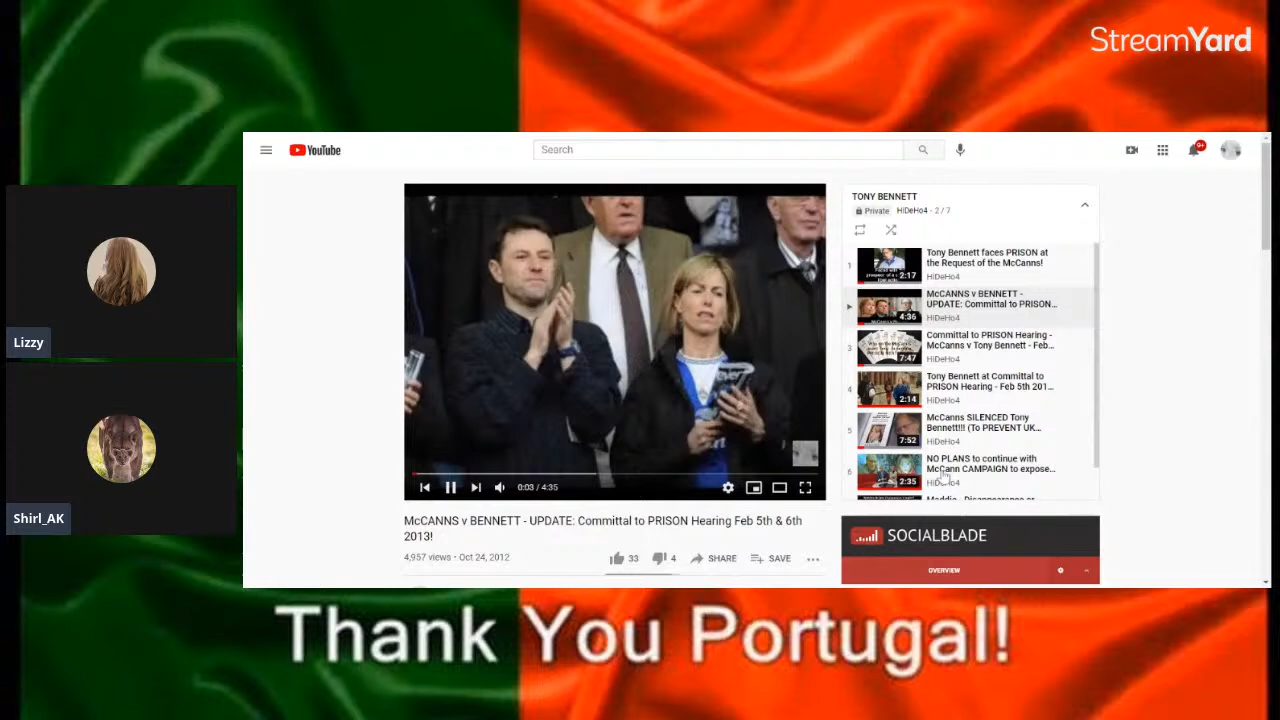 StreamYard
YouTube
Search
9+
TONY BENNETT
Private HiDeHo4 - 2 / 7
1
Tony Bennett faces PRISON at
the Request of the McCanns!
HiDeHo4
2:17
McCANNS v BENNETT -
UPDATE: Committal to PRISON...
HiDeHo4
4:36
3
Committal to PRISON Hearing -
McCanns v Tony Bennett - Feb...
HiDeHo4
7:47
4
Tony Bennett at Committal to
PRISON Hearing - Feb 5th 201...
HiDeHo4
2:14
5
McCanns SILENCED Tony
Bennett!!! (To PREVENT UK...
HiDeHo4
7:52
6
NO PLANS to continue with
McCann CAMPAIGN to expose...
HiDeHo4
2:35
Lizzy
Shirl_AK
0:03 / 4:35
McCANNS v BENNETT - UPDATE: Committal to PRISON Hearing Feb 5th & 6th
2013!
4,957 views • Oct 24, 2012
33 4 SHARE SAVE
SOCIALBLADE
OVERVIEW
Thank You Portugal!